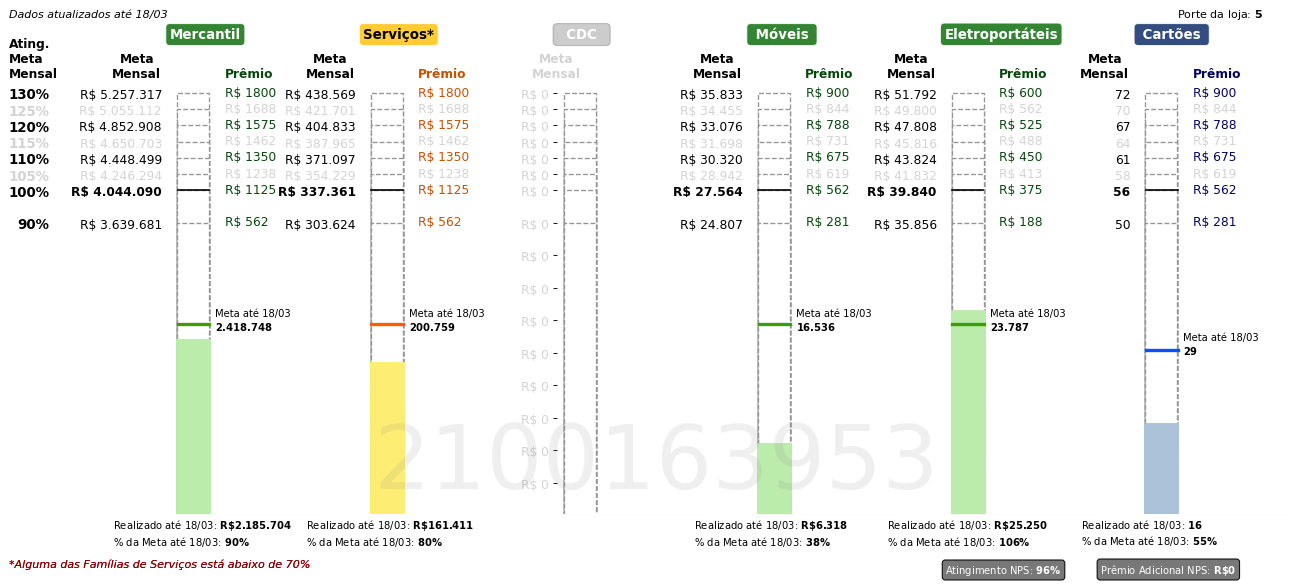 Dados atualizados até 18/03
Porte da loja: 5
Mercantil Serviços* CDC Móveis Eletroportáteis Cartões
Ating.
Meta Meta Meta Meta Meta Meta Meta
Mensal Mensal Prêmio Mensal Prêmio Mensal Mensal Prêmio Mensal Prêmio Mensal Prêmio
130% R$ 5.257.317 R$ 1800 R$ 438.569 R$ 1800 R$ 0 R$ 35.833 R$ 900 R$ 51.792 R$ 600 72 R$ 900
125% R$ 5.055.112 R$ 1688 R$ 421.701 R$ 1688 R$ 0 R$ 34.455 R$ 844 R$ 49.800 R$ 562 70 R$ 844
120% R$ 4.852.908 R$ 1575 R$ 404.833 R$ 1575 R$ 0 R$ 33.076 R$ 788 R$ 47.808 R$ 525 67 R$ 788
115% R$ 4.650.703 R$ 1462 R$ 387.965 R$ 1462 R$ 0 R$ 31.698 R$ 731 R$ 45.816 R$ 488 64 R$ 731
110% R$ 4.448.499 R$ 1350 R$ 371.097 R$ 1350 R$ 0 R$ 30.320 R$ 675 R$ 43.824 R$ 450 61 R$ 675
105% R$ 4.246.294 R$ 1238 R$ 354.229 R$ 1238 R$ 0 R$ 28.942 R$ 619 R$ 41.832 R$ 413 58 R$ 619
100% R$ 4.044.090 R$ 1125 R$ 337.361 R$ 1125 R$ 0 R$ 27.564 R$ 562 R$ 39.840 R$ 375 56 R$ 562
90% R$ 3.639.681 R$ 562 R$ 303.624 R$ 562 R$ 0 R$ 24.807 R$ 281 R$ 35.856 R$ 188 50 R$ 281
R$ 0
R$ 0
Meta até 18/03 Meta até 18/03 R$ 0 Meta até 18/03 Meta até 18/03
2.418.748 200.759 16.536 23.787
Meta até 18/03
R$ 0 29
R$ 0
R$ 0
R$ 0
R$ 0
2100163953
Realizado até 18/03: R$2.185.704 Realizado até 18/03: R$161.411 Realizado até 18/03: R$6.318 Realizado até 18/03: R$25.250 Realizado até 18/03: 16
% da Meta até 18/03: 90% % da Meta até 18/03: 80% % da Meta até 18/03: 38% % da Meta até 18/03: 106% % da Meta até 18/03: 55%
*Alguma das Famílias de Serviços está abaixo de 70%
Atingimento NPS: 96% Prêmio Adicional NPS: R$0